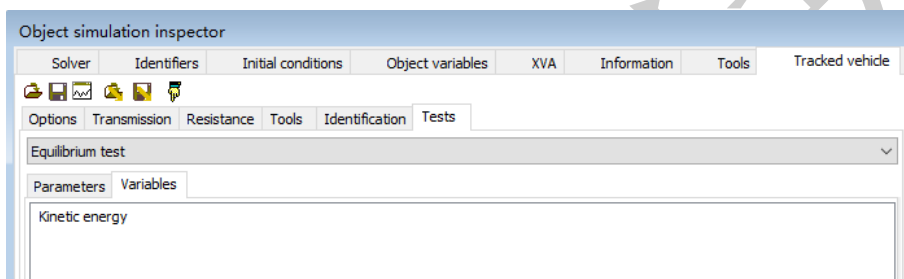 Object simulation inspector
Solver Identifiers Initial conditions Object variables XVA Information Tools Tracked vehicle
Options Transmission Resistance Tools Identification Tests
Equilibrium test
Parameters Variables
Kinetic energy